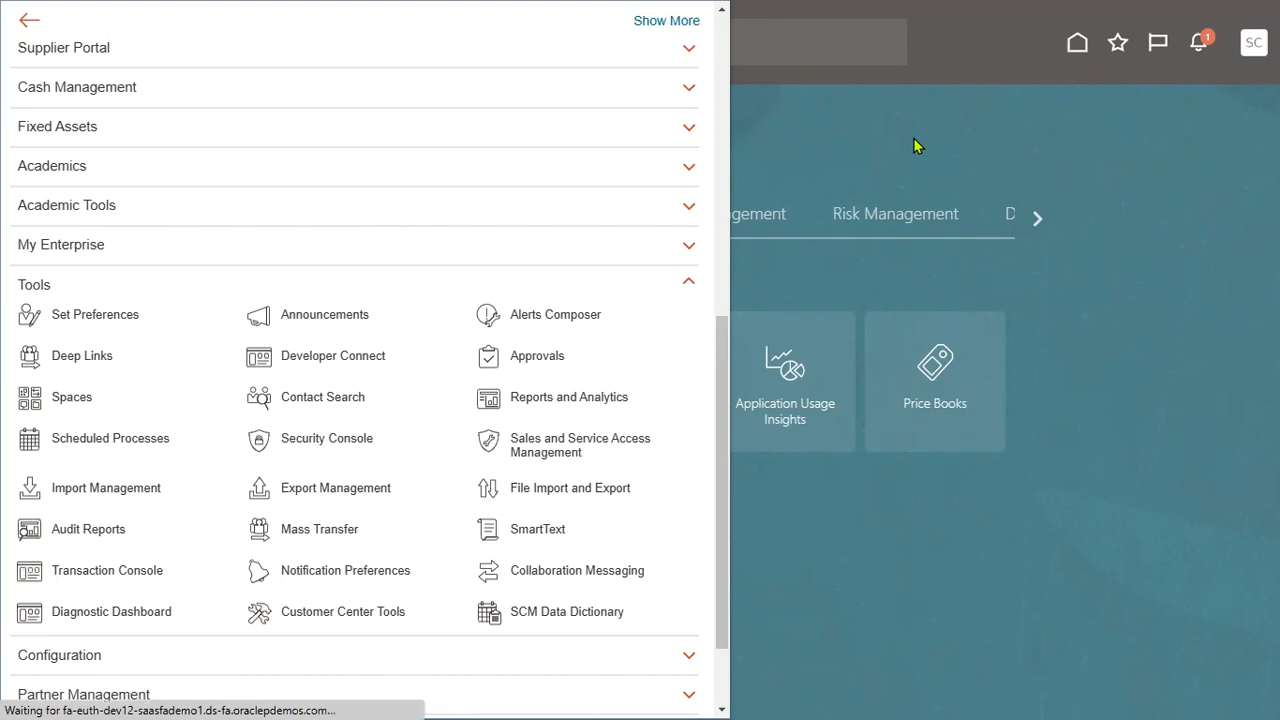 Show More
Supplier Portal
Cash Management
Fixed Assets
Academics
Academic Tools
My Enterprise
Tools
Set Preferences
Announcements
Alerts Composer
Deep Links
Developer Connect
Approvals
Spaces
Contact Search
Reports and Analytics
Scheduled Processes
Security Console
Sales and Service Access
Management
Import Management
Export Management
File Import and Export
Audit Reports
Mass Transfer
SmartText
Transaction Console
Notification Preferences
Collaboration Messaging
Diagnostic Dashboard
Customer Center Tools
SCM Data Dictionary
Configuration
Partner Management
Waiting for fa-euth-dev12-saasfademo1.ds-fa.oraclepdemos.com...
1
SC
gement
Risk Management
D
Application Usage
Insights
Price Books